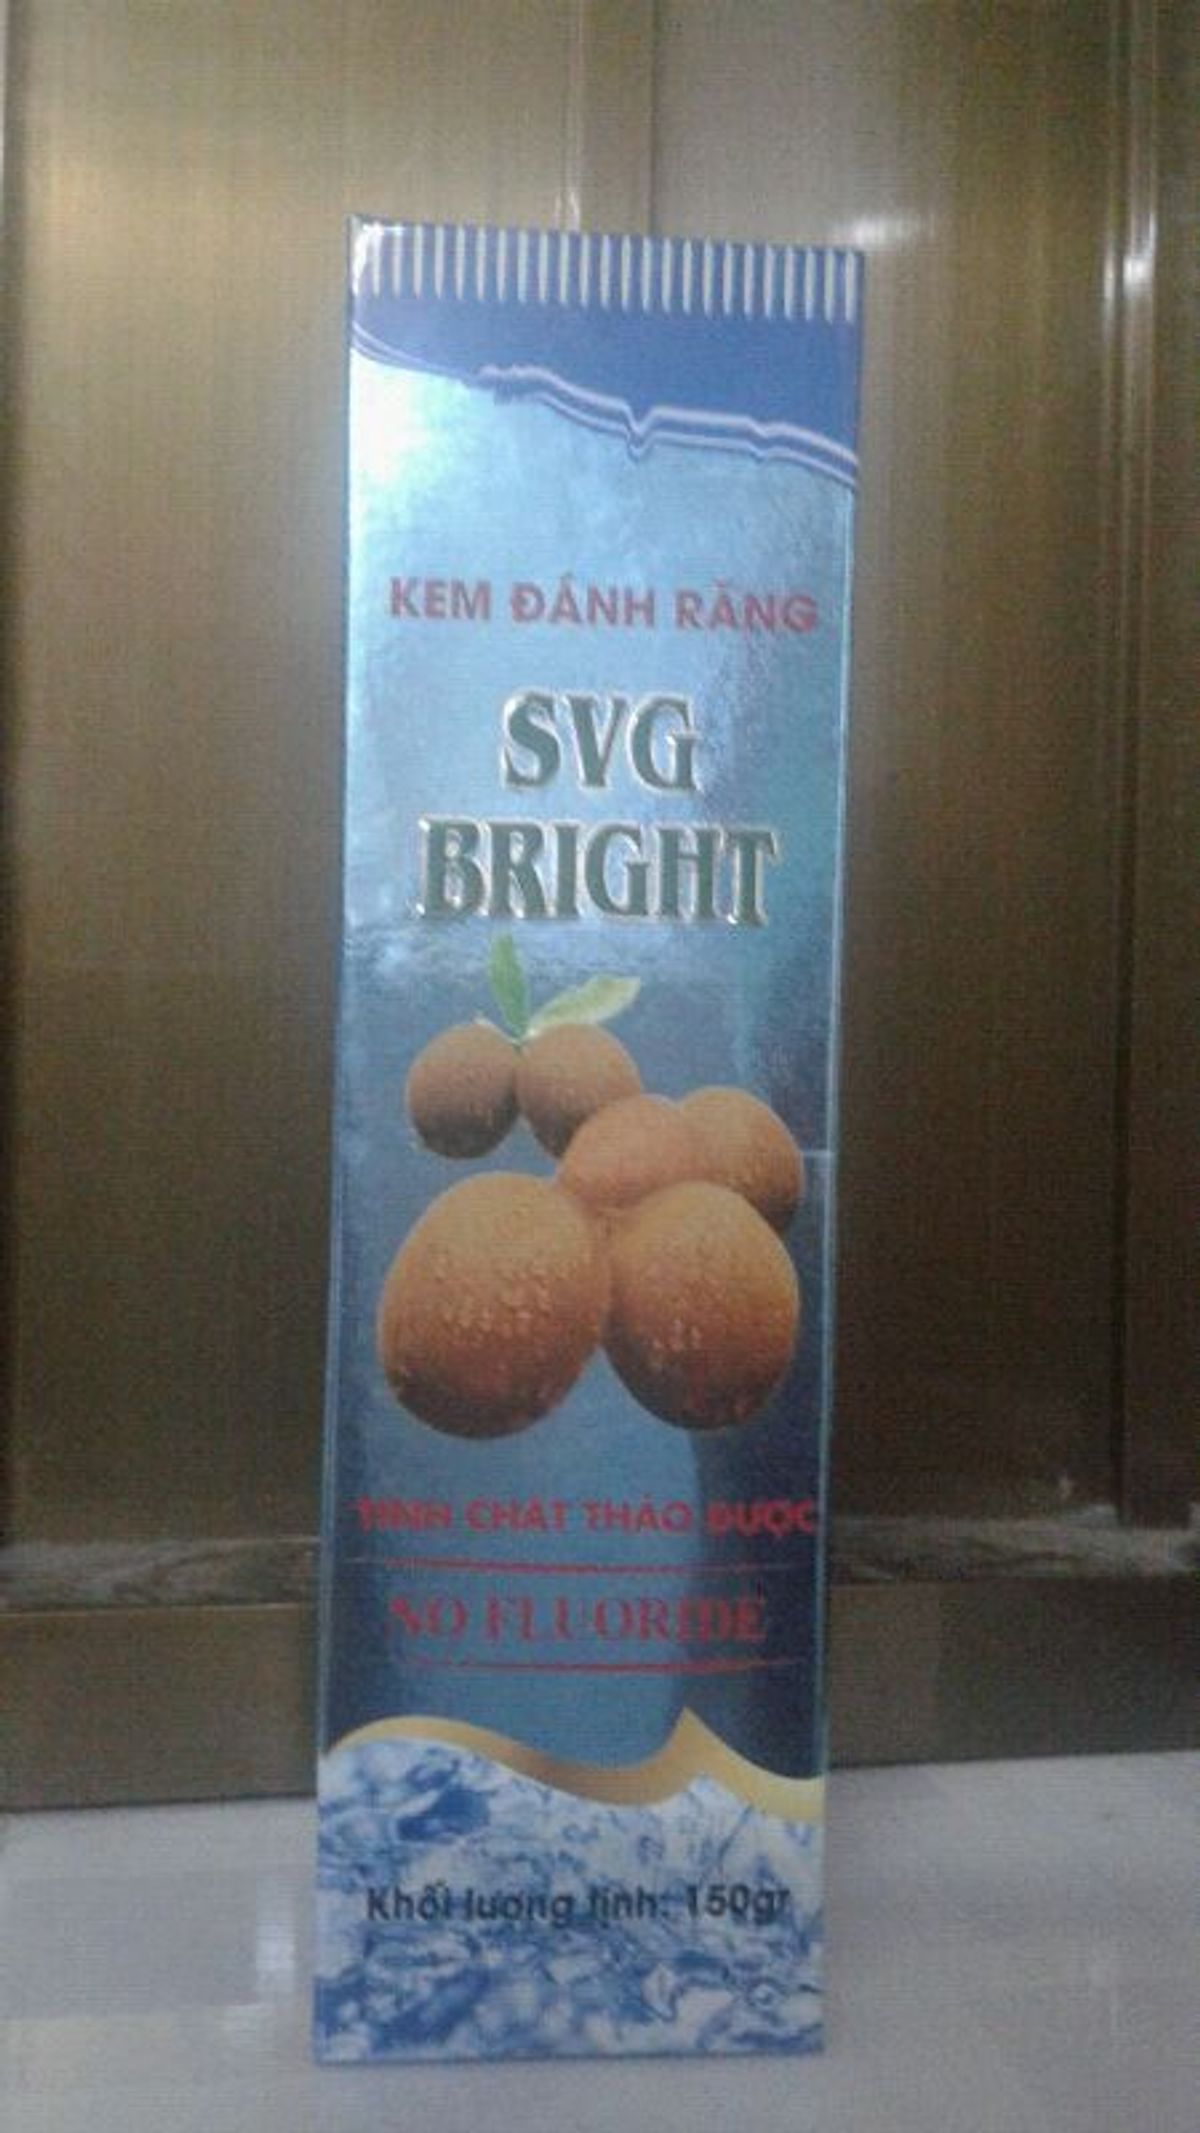 KEM ĐÁNH RĂNG
SVG
BRIGHT
TINH CHẤT THẢO DƯỢC
NO FLUORIDE
Khối lượng tịnh: 150gr